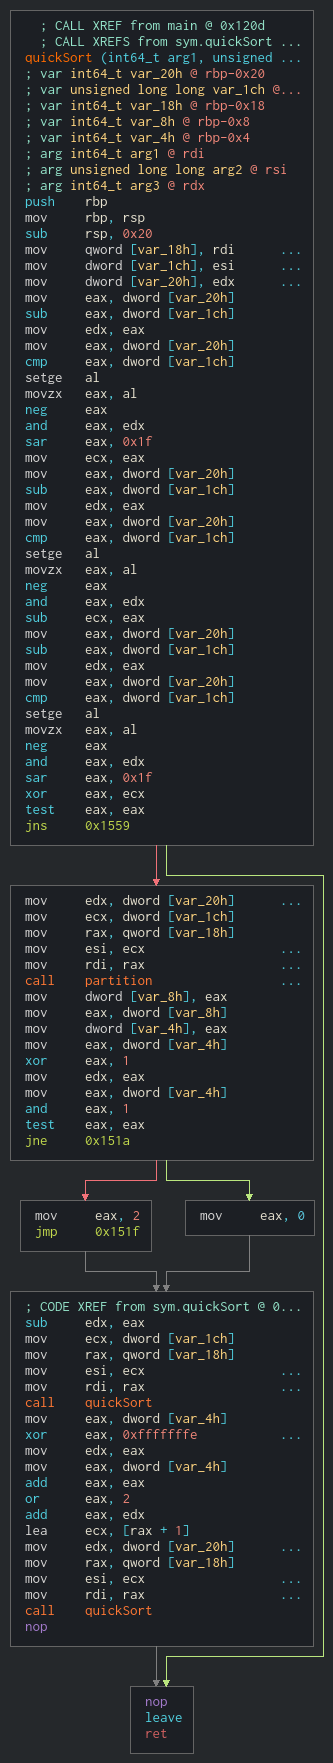 ; CALL XREF from main @ 0x120d
; CALL XREFS from sym.quickSort ...
quickSort (int64_t arg1, unsigned ...
; var int64_t var_20h @ rbp-0x20
; var unsigned long long var_1ch @...
; var int64_t var_18h @ rbp-0x18
; var int64_t var_8h @ rbp-0x8
; var int64_t var_4h @ rbp-0x4
; arg int64_t arg1 @ rdi
; arg unsigned long long arg2 @ rsi
; arg int64_t arg3 @ rdx
push rbp
mov rbp, rsp
sub rsp, 0x20
mov qword [var_18h], rdi ...
mov dword [var_1ch], esi ...
mov dword [var_20h], edx ...
mov eax, dword [var_20h]
sub eax, dword [var_1ch]
mov edx, eax
mov eax, dword [var_20h]
cmp eax, dword [var_1ch]
setge al
movzx eax, al
neg eax
and eax, edx
sar eax, 0x1f
mov ecx, eax
mov eax, dword [var_20h]
sub eax, dword [var_1ch]
mov edx, eax
mov eax, dword [var_20h]
cmp eax, dword [var_1ch]
setge al
movzx eax, al
neg eax
and eax, edx
sub ecx, eax
mov eax, dword [var_20h]
sub eax, dword [var_1ch]
mov edx, eax
mov eax, dword [var_20h]
cmp eax, dword [var_1ch]
setge al
movzx eax, al
neg eax
and eax, edx
sar eax, 0x1f
xor eax, ecx
test eax, eax
jns 0x1559
mov edx, dword [var_20h] ...
mov ecx, dword [var_1ch]
mov rax, qword [var_18h]
mov esi, ecx ...
mov rdi, rax ...
call partition ...
mov dword [var_8h], eax
mov eax, dword [var_8h]
mov dword [var_4h], eax
mov eax, dword [var_4h]
xor eax, 1
mov edx, eax
mov eax, dword [var_4h]
and eax, 1
test eax, eax
jne 0x151a
mov eax, 2
jmp 0x151f
mov eax, 0
; CODE XREF from sym.quickSort @ 0...
sub edx, eax
mov ecx, dword [var_1ch]
mov rax, qword [var_18h]
mov esi, ecx ...
mov rdi, rax ...
call quickSort
mov eax, dword [var_4h]
xor eax, 0xfffffffe ...
mov edx, eax
mov eax, dword [var_4h]
add eax, eax
or eax, 2
add eax, edx
lea ecx, [rax + 1]
mov edx, dword [var_20h] ...
mov rax, qword [var_18h]
mov esi, ecx ...
mov rdi, rax ...
call quickSort
nop
nop
leave
ret